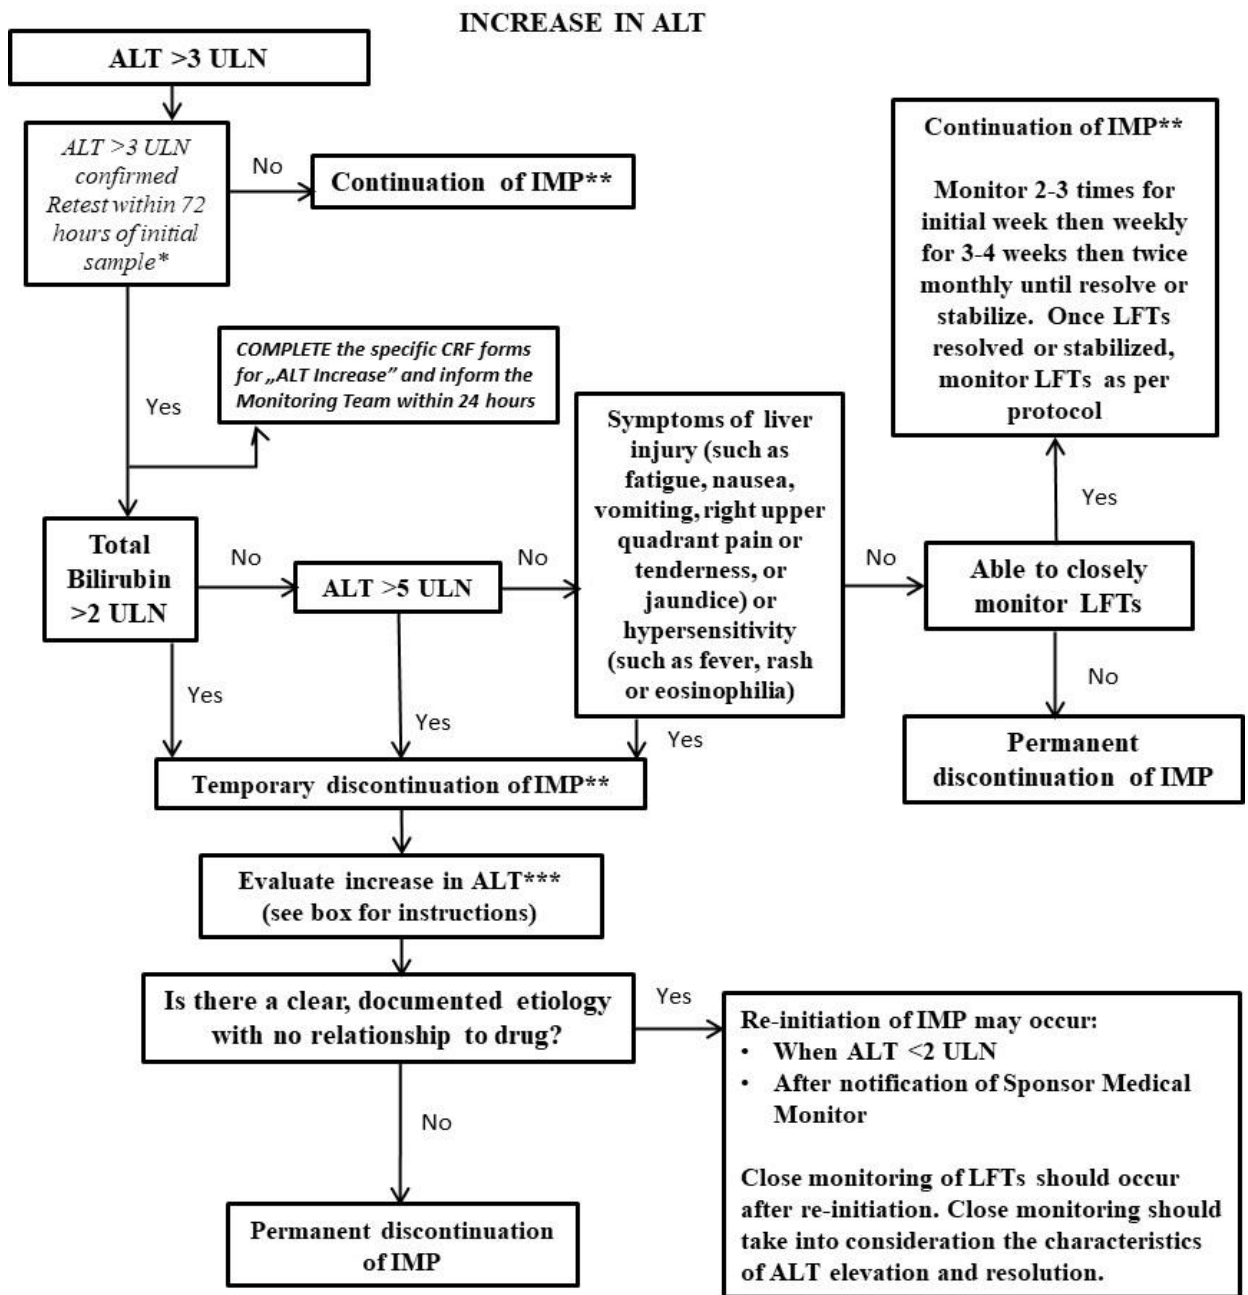 INCREASE IN ALT
ALT >3 ULN
ALT >3 ULN
confirmed
Retest within 72
hours of initial
sample*
No
Continuation of IMP**
Continuation of IMP**
Monitor 2-3 times for
initial week then weekly
for 3-4 weeks then twice
monthly until resolve or
stabilize. Once LFTs
resolved or stabilized,
monitor LFTs as per
protocol
Yes
COMPLETE the specific CRF forms
for „ALT Increase” and inform the
Monitoring Team within 24 hours
Total
Bilirubin
>2 ULN
No
ALT >5 ULN
No
Symptoms of liver
injury (such as
fatigue, nausea,
vomiting, right upper
quadrant pain or
tenderness, or
jaundice) or
hypersensitivity
(such as fever, rash
or eosinophilia)
No
Able to closely
monitor LFTs
Yes
No
Permanent
discontinuation of IMP
Yes
Yes
Yes
Temporary discontinuation of IMP**
Evaluate increase in ALT***
(see box for instructions)
Is there a clear, documented etiology
with no relationship to drug?
Yes
Re-initiation of IMP may occur:
• When ALT <2 ULN
• After notification of Sponsor Medical
Monitor
Close monitoring of LFTs should occur
after re-initiation. Close monitoring should
take into consideration the characteristics
of ALT elevation and resolution.
No
Permanent discontinuation
of IMP